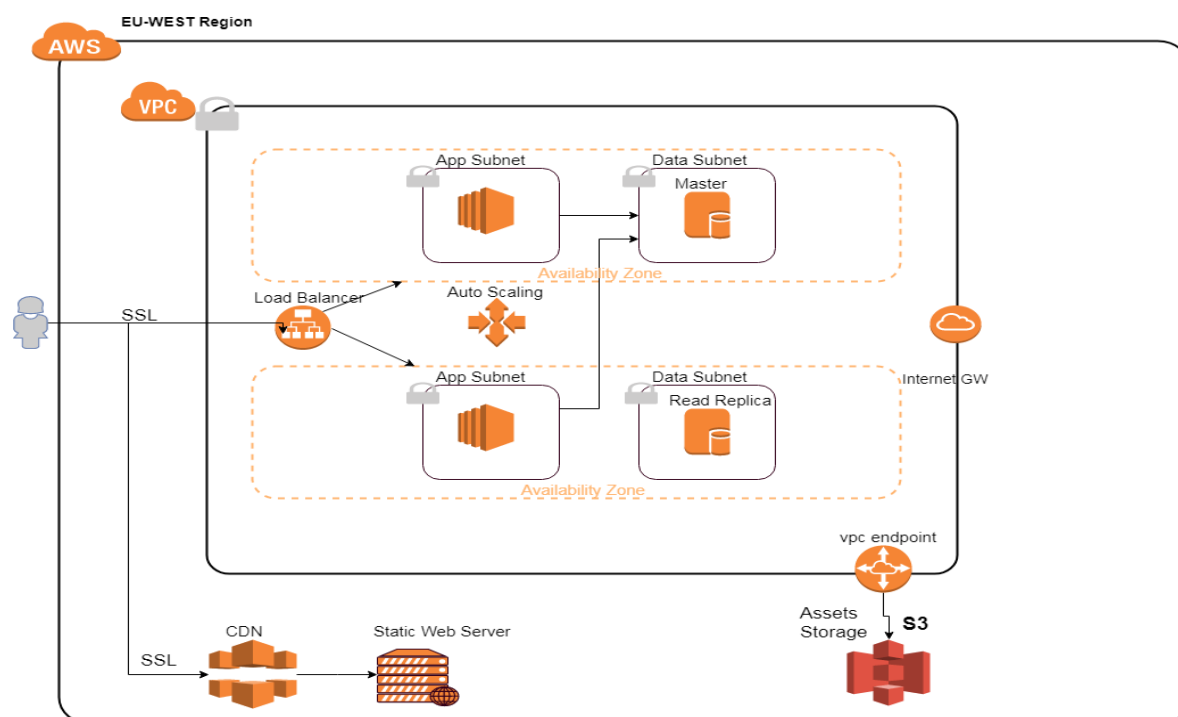 EU-WEST Region
AWS
VPC
App Subnet
Data Subnet
Master
Availability Zone
Load Balancer
Auto Scaling
SSL
App Subnet
Data Subnet
Read Replica
Internet GW
Availability Zone
vpc endpoint
Assets
Storage
S3
CDN
Static Web Server
SSL